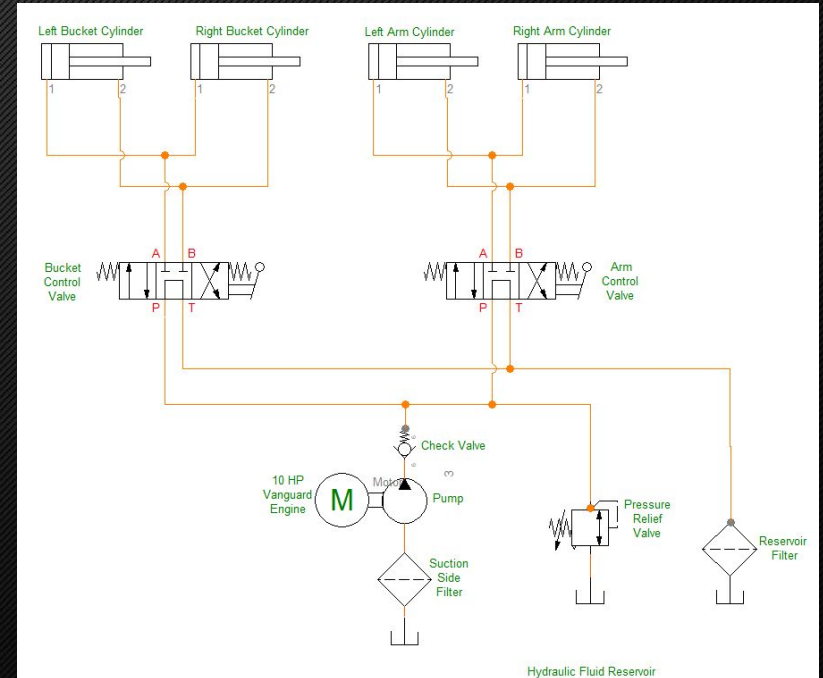 Left Bucket Cylinder
Right Bucket Cylinder
Left Arm Cylinder
Right Arm Cylinder
1
2
1
2
1
2
1
2
A
B
A
B
Bucket
Control
Valve
Arm
Control
Valve
P
T
P
T
Check Valve
10 HP
Vanguard
Engine
M
Motor
3
Pump
Pressure
Relief
Valve
Suction
Side
Filter
Reservoir
Filter
Hydraulic Fluid Reservoir